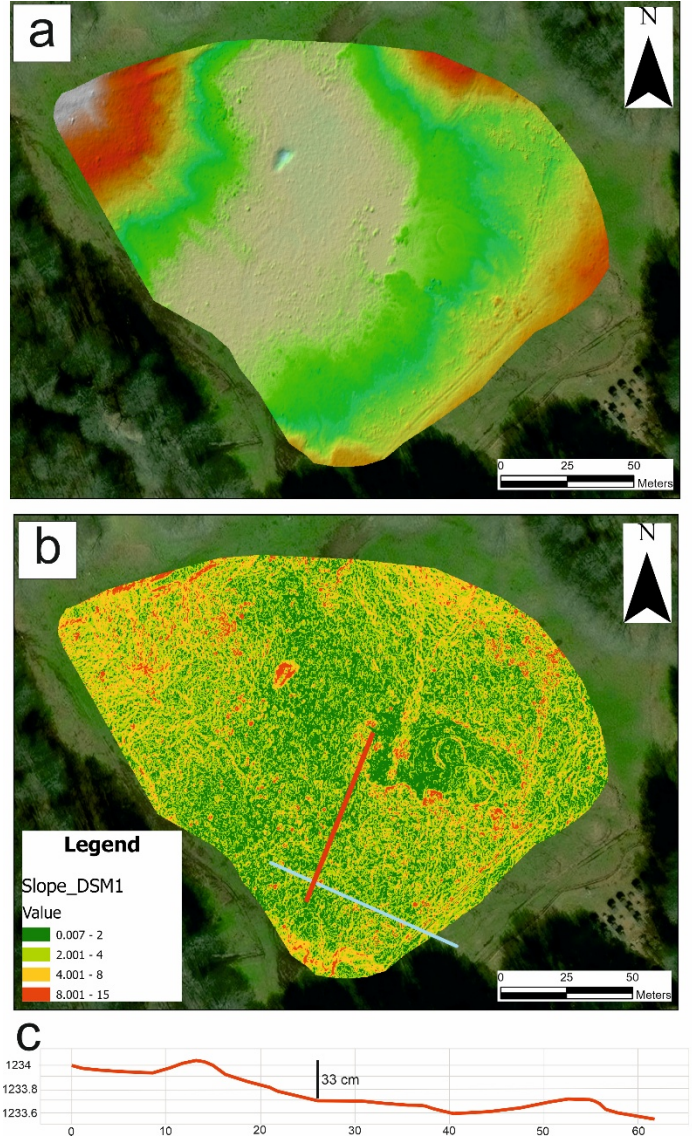 a
N
0 25 50
Meters
b
N
Legend
Slope_DSM1
Value
0.007 - 2
2.001 - 4
4.001 - 8
8.001 - 15
0 25 50
Meters
c
1234
1233.8
1233.6
33 cm
0 10 20 30 40 50 60